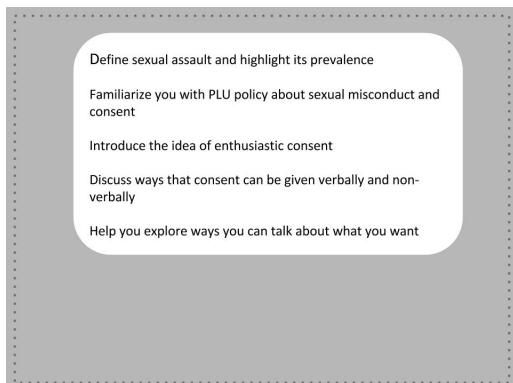 Define sexual assault and highlight its prevalence
Familiarize you with PLU policy about sexual misconduct and
consent
Introduce the idea of enthusiastic consent
Discuss ways that consent can be given verbally and non-
verbally
Help you explore ways you can talk about what you want